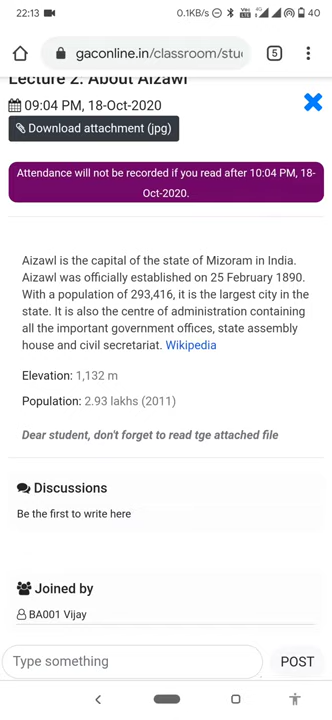 22:13
0.1KB/s
4G
40
gaconline.in/classroom/stu
5
Lecture 2. About Aizawl
09:04 PM, 18-Oct-2020
Download attachment (jpg)
Attendance will not be recorded if you read after 10:04 PM, 18-
Oct-2020.
Aizawl is the capital of the state of Mizoram in India.
Aizawl was officially established on 25 February 1890.
With a population of 293,416, it is the largest city in the
state. It is also the centre of administration containing
all the important government offices, state assembly
house and civil secretariat. Wikipedia
Elevation: 1,132 m
Population: 2.93 lakhs (2011)
Dear student, don't forget to read tge attached file
Discussions
Be the first to write here
Joined by
BA001 Vijay
Type something
POST